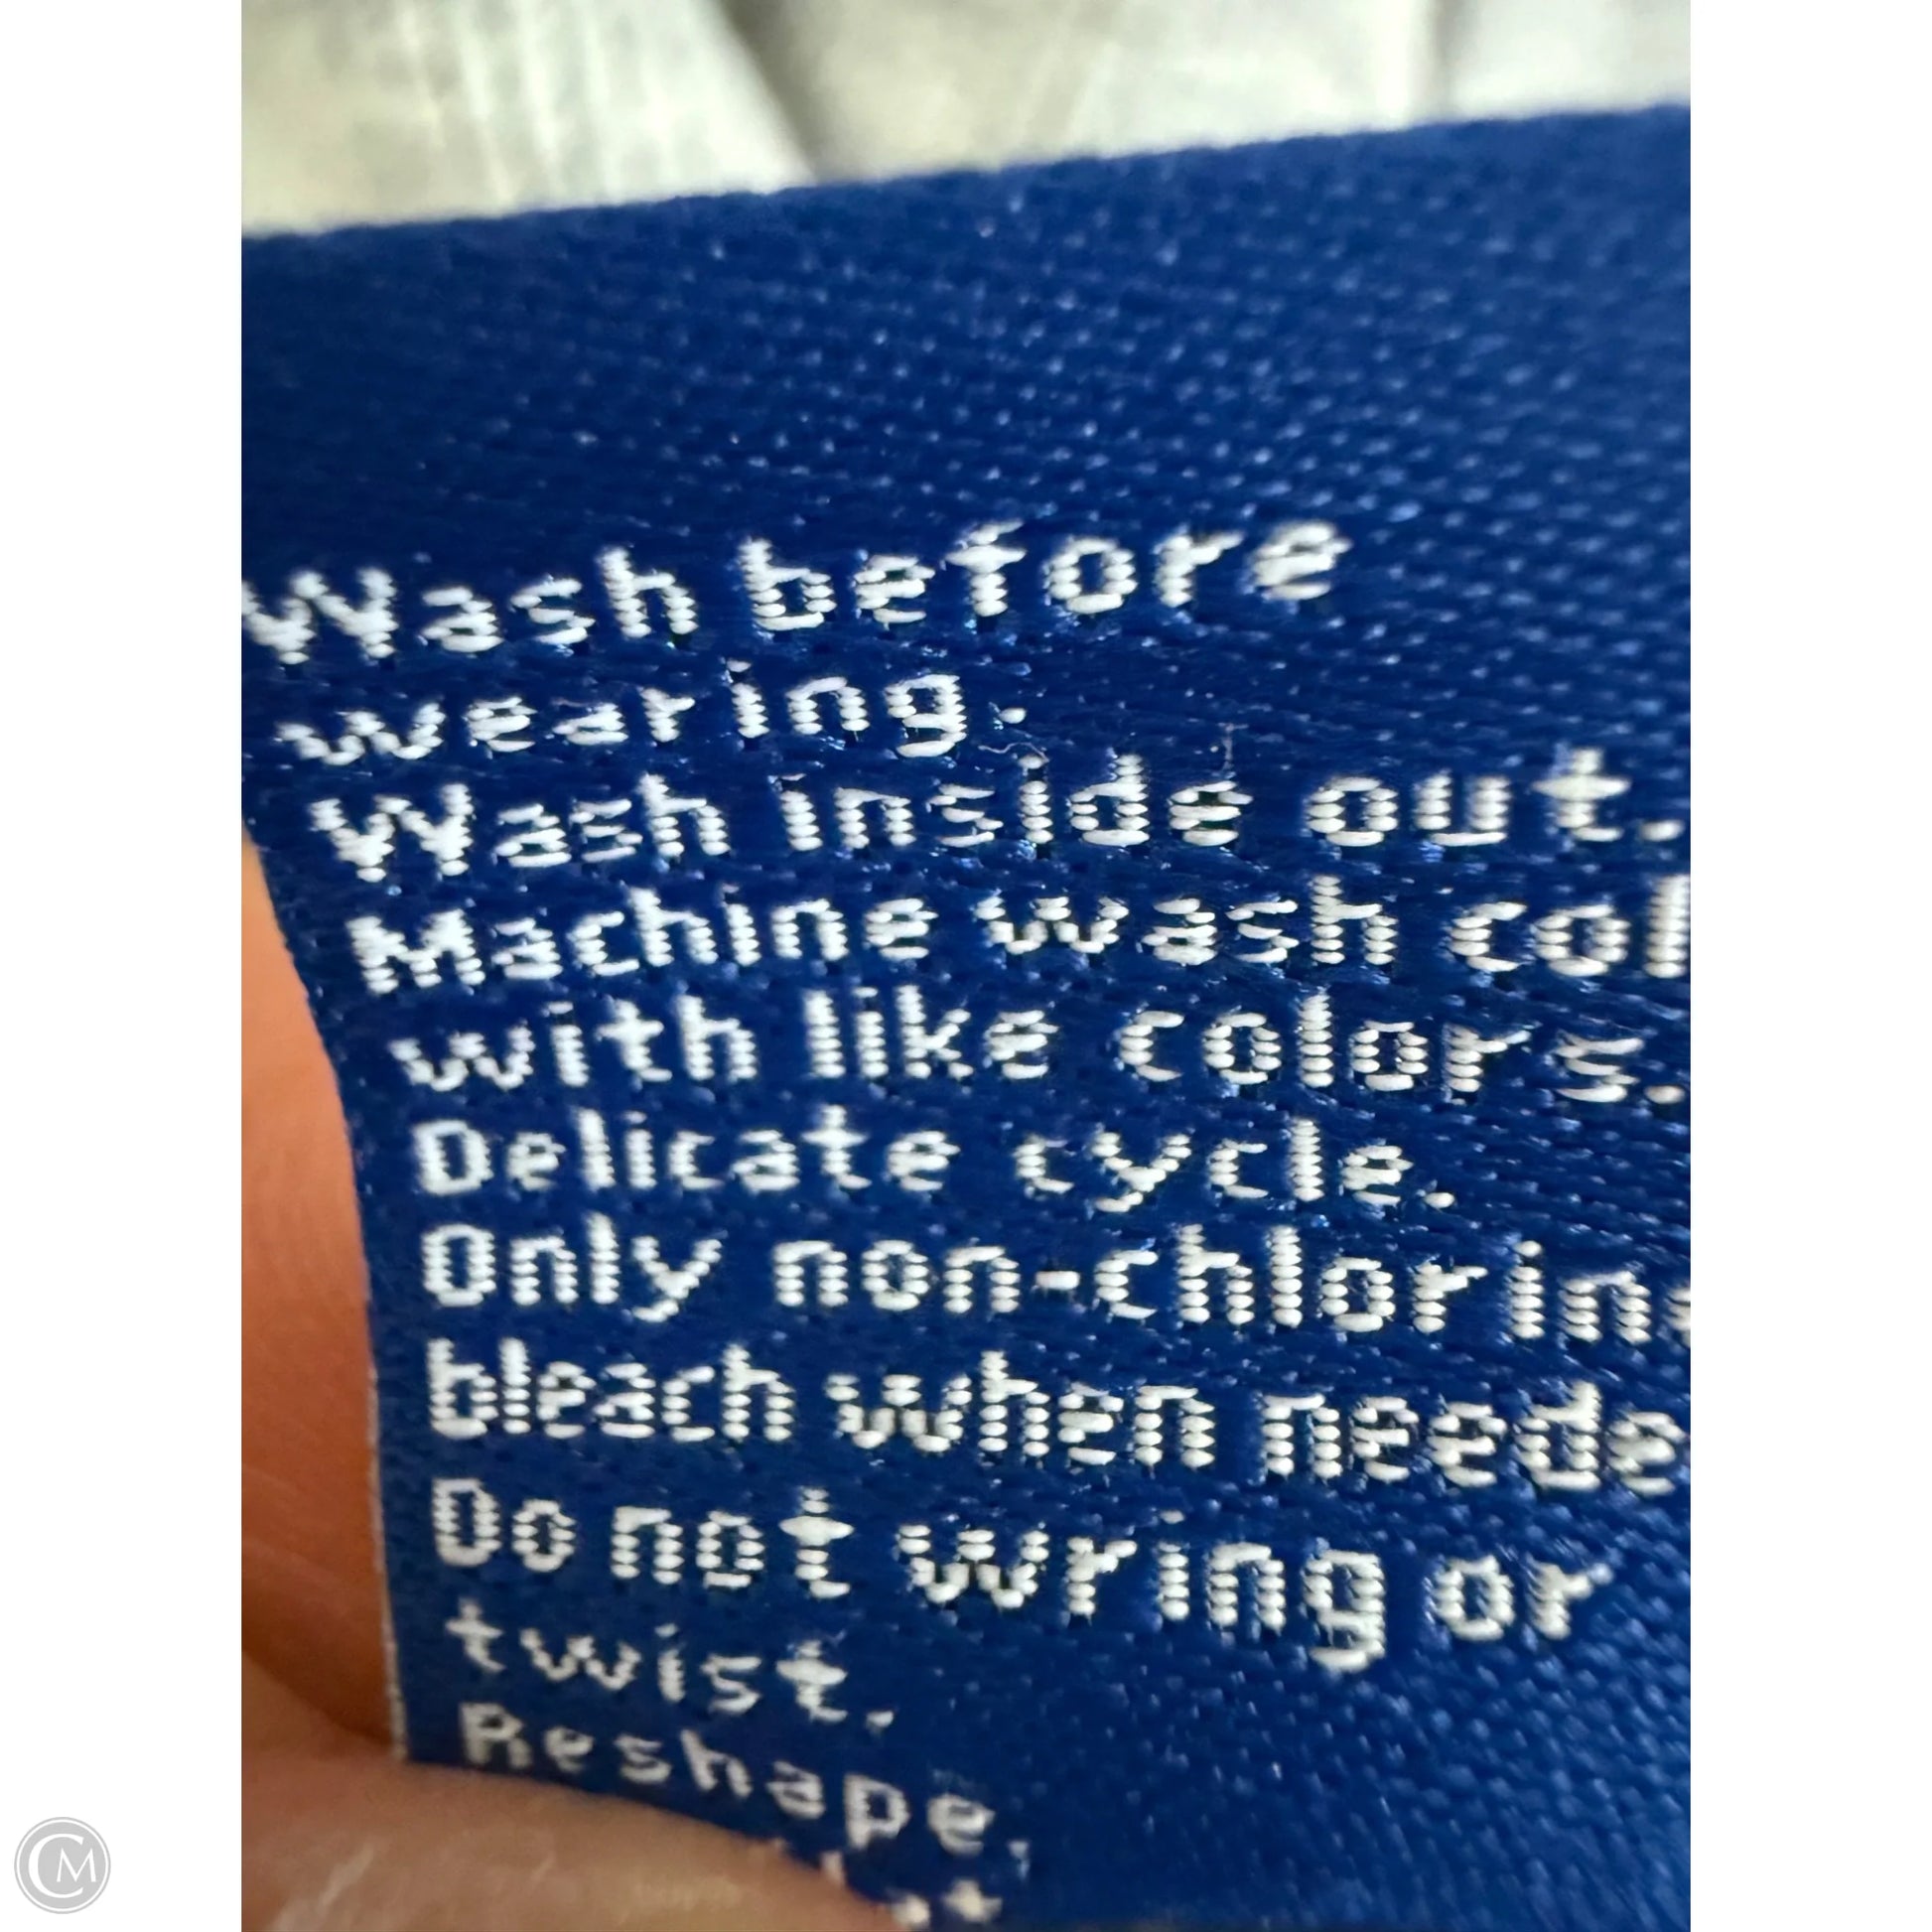 Wash before
wearing.
Wash inside out.
Machine wash col
with like colors.
Delicate cycle.
Only non-chlorin
bleach when neede
Do not wring or
twist.
Reshape.
CM